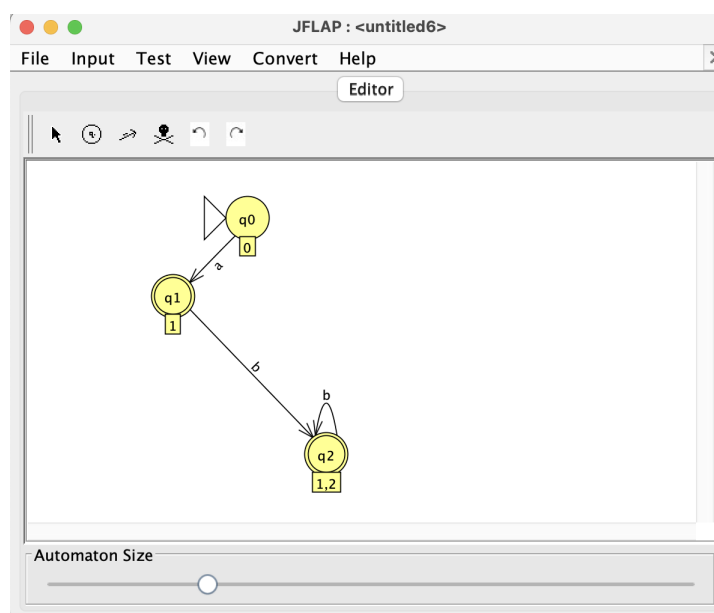 JFLAP : <untitled6>
File Input Test View Convert Help
Editor
q0
0
a
q1
1
b
b
q2
1,2
Automaton Size